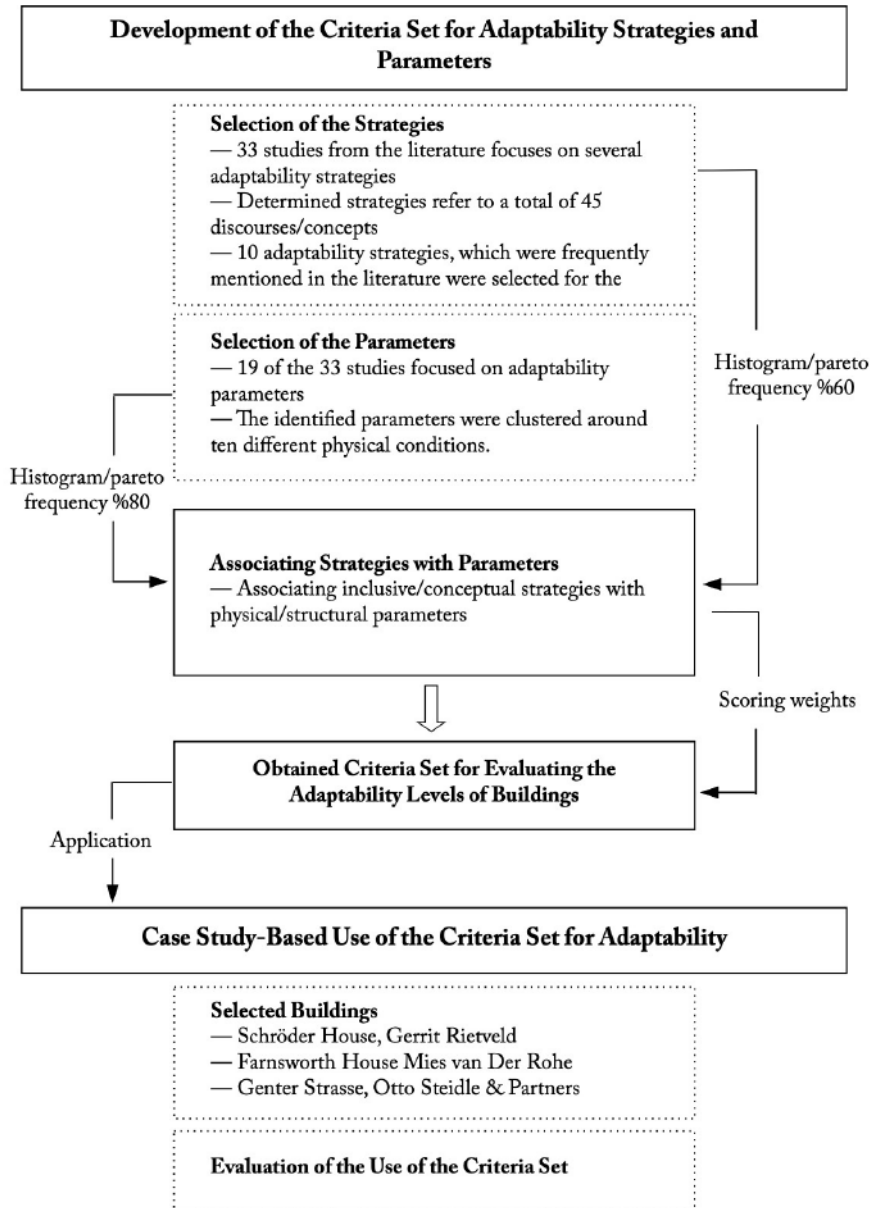 Development of the Criteria Set for Adaptability Strategies and
Parameters
Selection of the Strategies
— 33 studies from the literature focuses on several
adaptability strategies
— Determined strategies refer to a total of 45
discourses/concepts
— 10 adaptability strategies, which were frequently
mentioned in the literature were selected for the
Selection of the Parameters
— 19 of the 33 studies focused on adaptability
parameters
— The identified parameters were clustered around
ten different physical conditions.
Histogram/pareto
frequency %60
Histogram/pareto
frequency %80
Associating Strategies with Parameters
— Associating inclusive/conceptual strategies with
physical/structural parameters
Scoring weights
Obtained Criteria Set for Evaluating the
Adaptability Levels of Buildings
Application
Case Study-Based Use of the Criteria Set for Adaptability
Selected Buildings
— Schröder House, Gerrit Rietveld
— Farnsworth House Mies van Der Rohe
— Genter Strasse, Otto Steidle & Partners
Evaluation of the Use of the Criteria Set